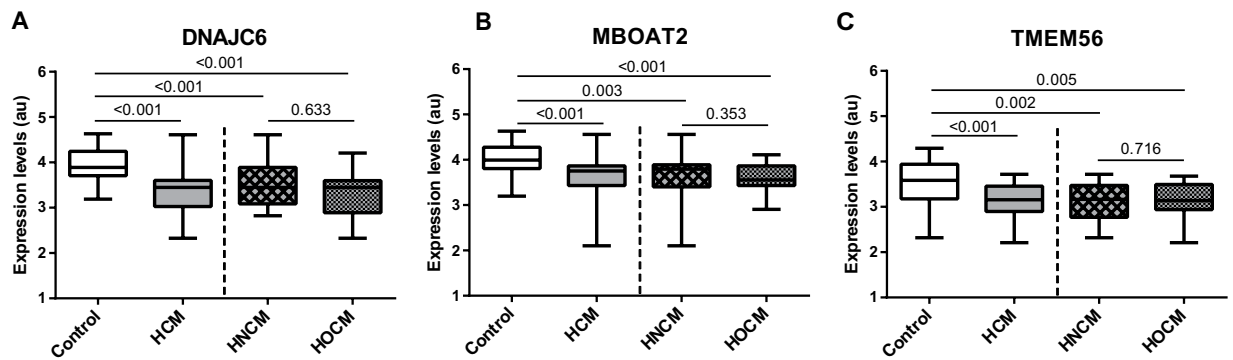 A
DNAJC6
Expression levels (au)
6
5
4
3
2
1
<0.001
<0.001
<0.001
0.633
Control
HCM
HNCM
HOCM
B
MBOAT2
Expression levels (au)
6
5
4
3
2
1
<0.001
0.003
<0.001
0.353
Control
HCM
HNCM
HOCM
C
TMEM56
Expression levels (au)
6
5
4
3
2
1
0.005
0.002
<0.001
0.716
Control
HCM
HNCM
HOCM